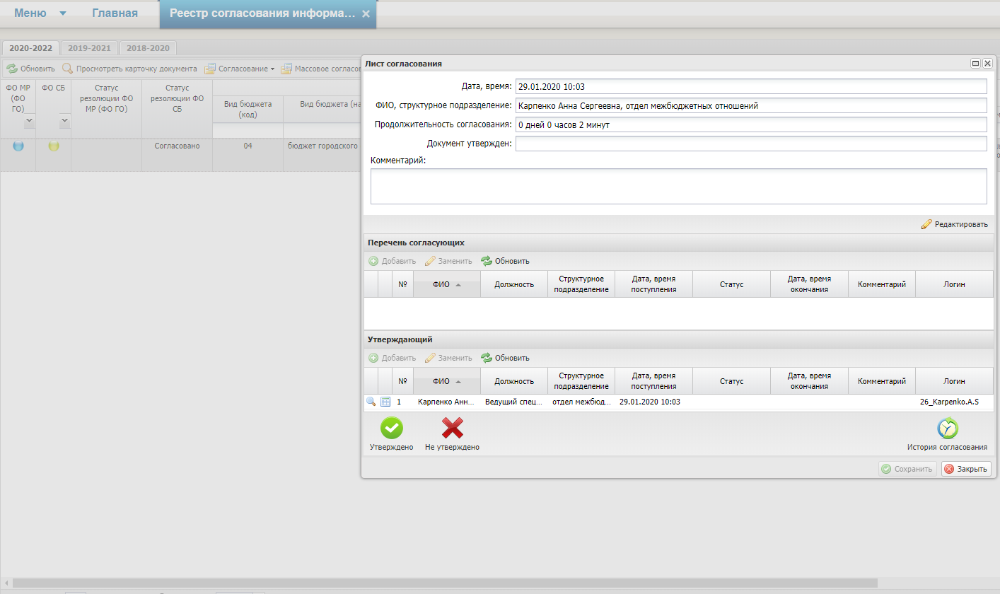 Меню
Главная
Реестр согласования информа...
2020-2022
2019-2021
2018-2020
Обновить
Просмотреть карточку документа
Согласование
Массовое согласов
ФО МР (ФО ГО)
ФО СБ
Статус резолюции ФО МР (ФО ГО)
Статус резолюции ФО СБ
Вид бюджета (код)
Вид бюджета (на
Согласовано
04
бюджет городского
Лист согласования
Дата, время: 29.01.2020 10:03
ФИО, структурное подразделение: Карпенко Анна Сергеевна, отдел межбюджетных отношений
Продолжительность согласования: 0 дней 0 часов 2 минут
Документ утвержден:
Комментарий:
Редактировать
Перечень согласующих
Добавить
Заменить
Обновить
№
ФИО
Должность
Структурное подразделение
Дата, время поступления
Статус
Дата, время окончания
Комментарий
Логин
Утверждающий
Добавить
Заменить
Обновить
№
ФИО
Должность
Структурное подразделение
Дата, время поступления
Статус
Дата, время окончания
Комментарий
Логин
1
Карпенко Анн...
Ведущий спец...
отдел межбюд...
29.01.2020 10:03
26_Karpenko.A.S
Утверждено
Не утверждено
История согласования
Сохранить
Закрыть